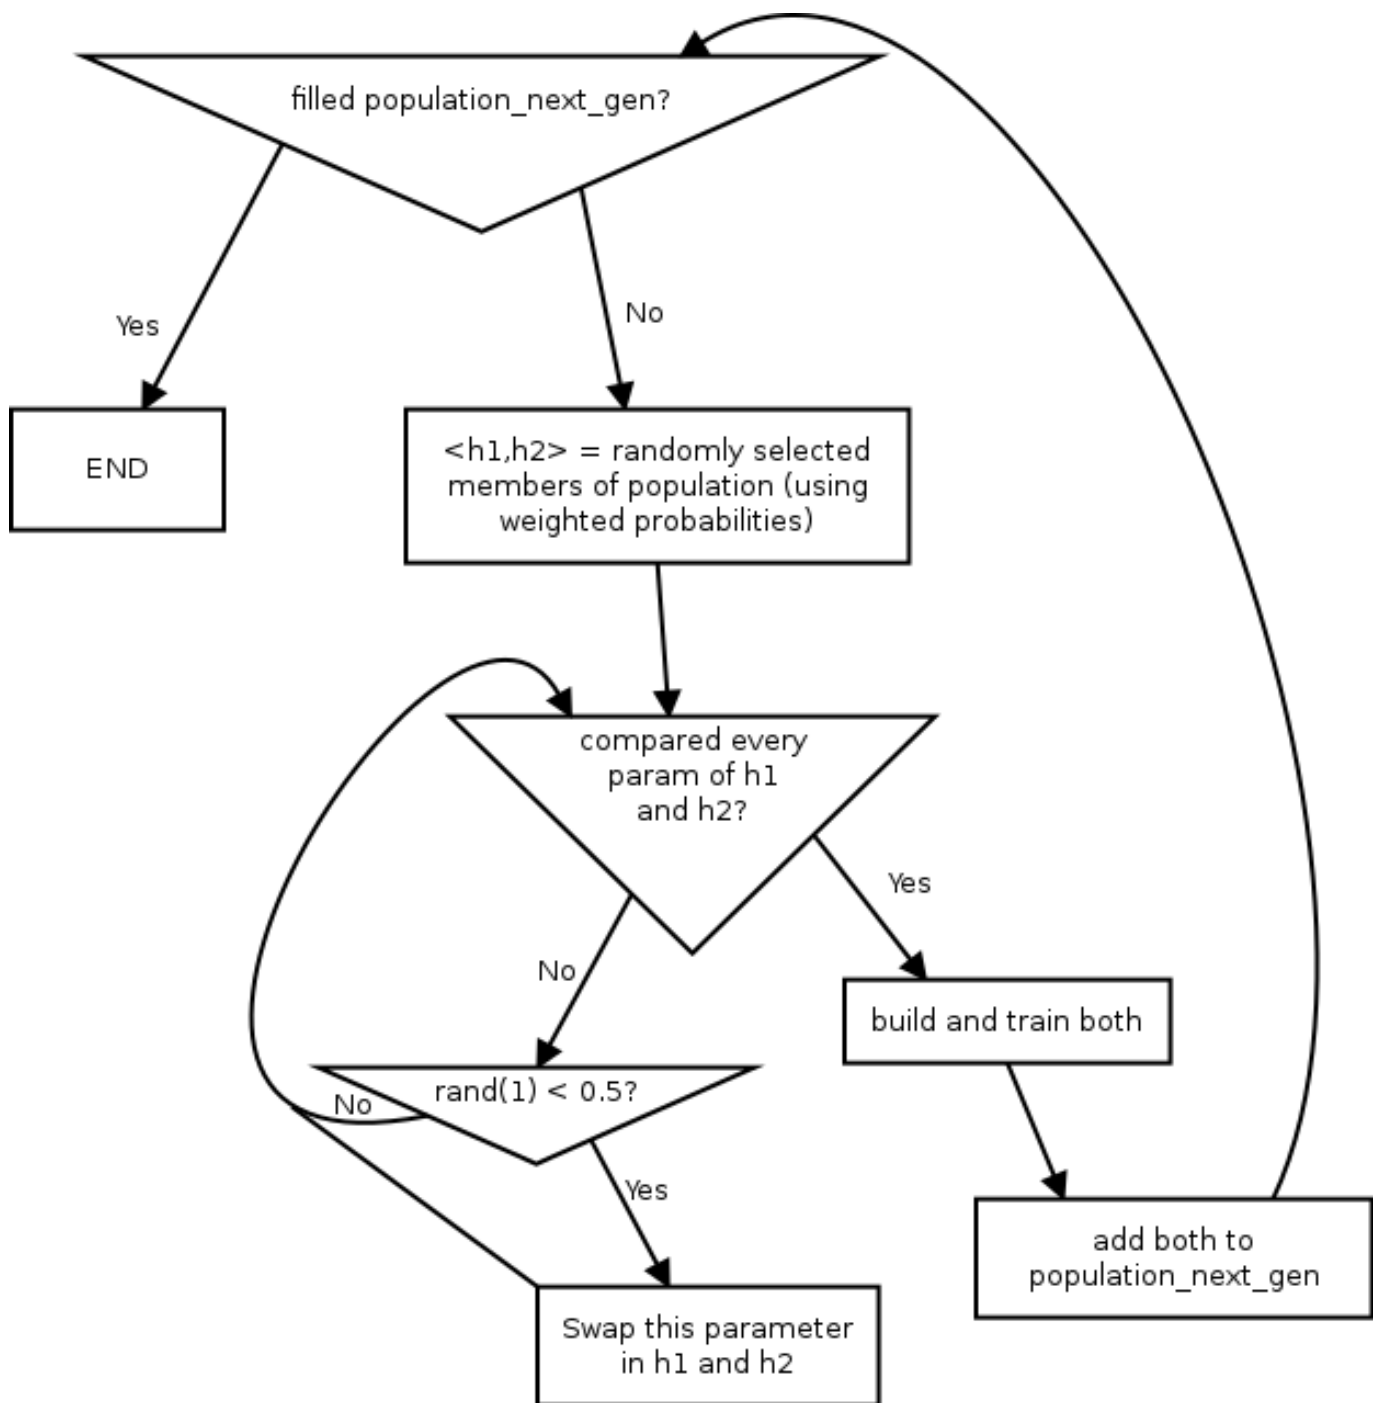 filled population_next_gen?
Yes
No
END
<h1,h2> = randomly selected
members of population (using
weighted probabilities)
compared every
param of h1
and h2?
Yes
No
build and train both
rand(1) < 0.5?
No
Yes
add both to
population_next_gen
Swap this parameter
in h1 and h2